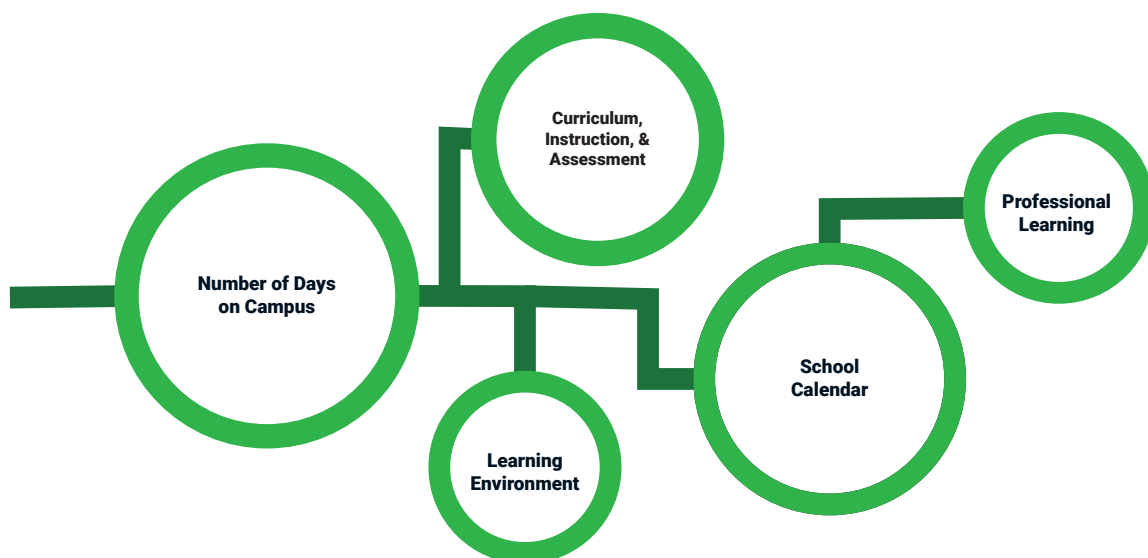 Number of Days
on Campus
Curriculum,
Instruction, &
Assessment
Learning
Environment
School
Calendar
Professional
Learning